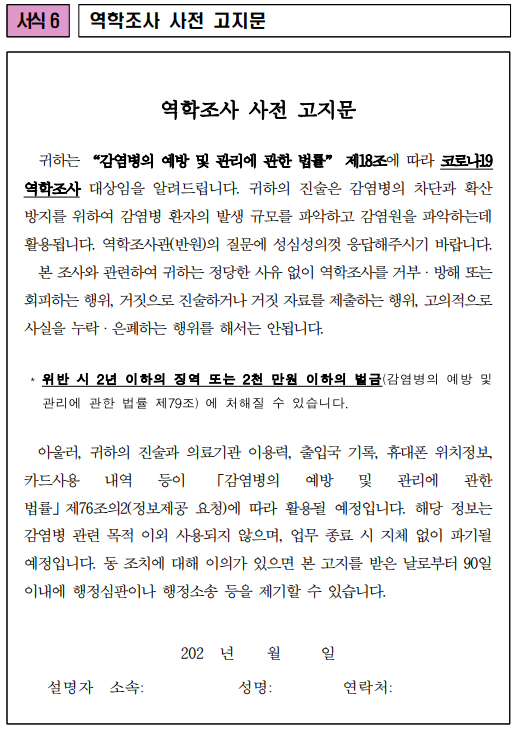 서식 6 역학조사 사전 고지문
역학조사 사전 고지문
귀하는 “감염병의 예방 및 관리에 관한 법률” 제18조에 따라 코로나19
역학조사 대상임을 알려드립니다. 귀하의 진술은 감염병의 차단과 확산
방지를 위하여 감염병 환자의 발생 규모를 파악하고 감염원을 파악하는데
활용됩니다. 역학조사관(반원)의 질문에 성심성의껏 응답해주시기 바랍니다.
본 조사와 관련하여 귀하는 정당한 사유 없이 역학조사를 거부·방해 또는
회피하는 행위, 거짓으로 진술하거나 거짓 자료를 제출하는 행위, 고의적으로
사실을 누락·은폐하는 행위를 해서는 안됩니다.
* 위반 시 2년 이하의 징역 또는 2천 만원 이하의 벌금(감염병의 예방 및
관리에 관한 법률 제79조) 에 처해질 수 있습니다.
아울러, 귀하의 진술과 의료기관 이용력, 출입국 기록, 휴대폰 위치정보,
카드사용 내역 등이 「감염병의 예방 및 관리에 관한
법률」제76조의2(정보제공 요청)에 따라 활용될 예정입니다. 해당 정보는
감염병 관련 목적 이외 사용되지 않으며, 업무 종료 시 지체 없이 파기될
예정입니다. 동 조치에 대해 이의가 있으면 본 고지를 받은 날로부터 90일
이내에 행정심판이나 행정소송 등을 제기할 수 있습니다.
202 년 월 일
설명자 소속: 성명: 연락처: